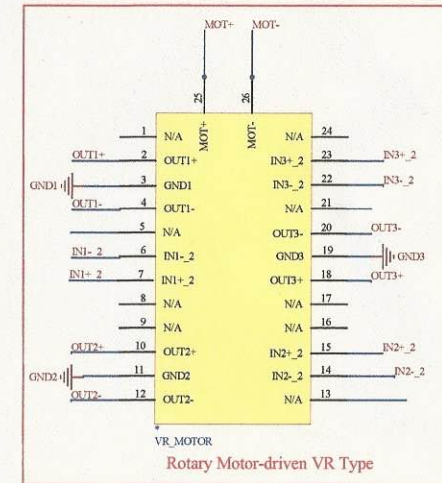 MOT+ MOT-
25 26
MOT+ MOT-
1 N/A N/A 24
OUT1+ 2 OUT1+ IN3+_2 23 IN3+_2
GND1 3 GND1 IN3-_2 22 IN3-_2
OUT1- 4 OUT1- N/A 21
5 N/A OUT3- 20 OUT3-
IN1-_2 6 IN1-_2 GND3 19 GND3
IN1+_2 7 IN1+_2 OUT3+ 18 OUT3+
8 N/A N/A 17
9 N/A N/A 16
OUT2+ 10 OUT2+ IN2+_2 15 IN2+_2
GND2 11 GND2 IN2-_2 14 IN2-_2
OUT2- 12 OUT2- N/A 13
*
VR_MOTOR
Rotary Motor-driven VR Type